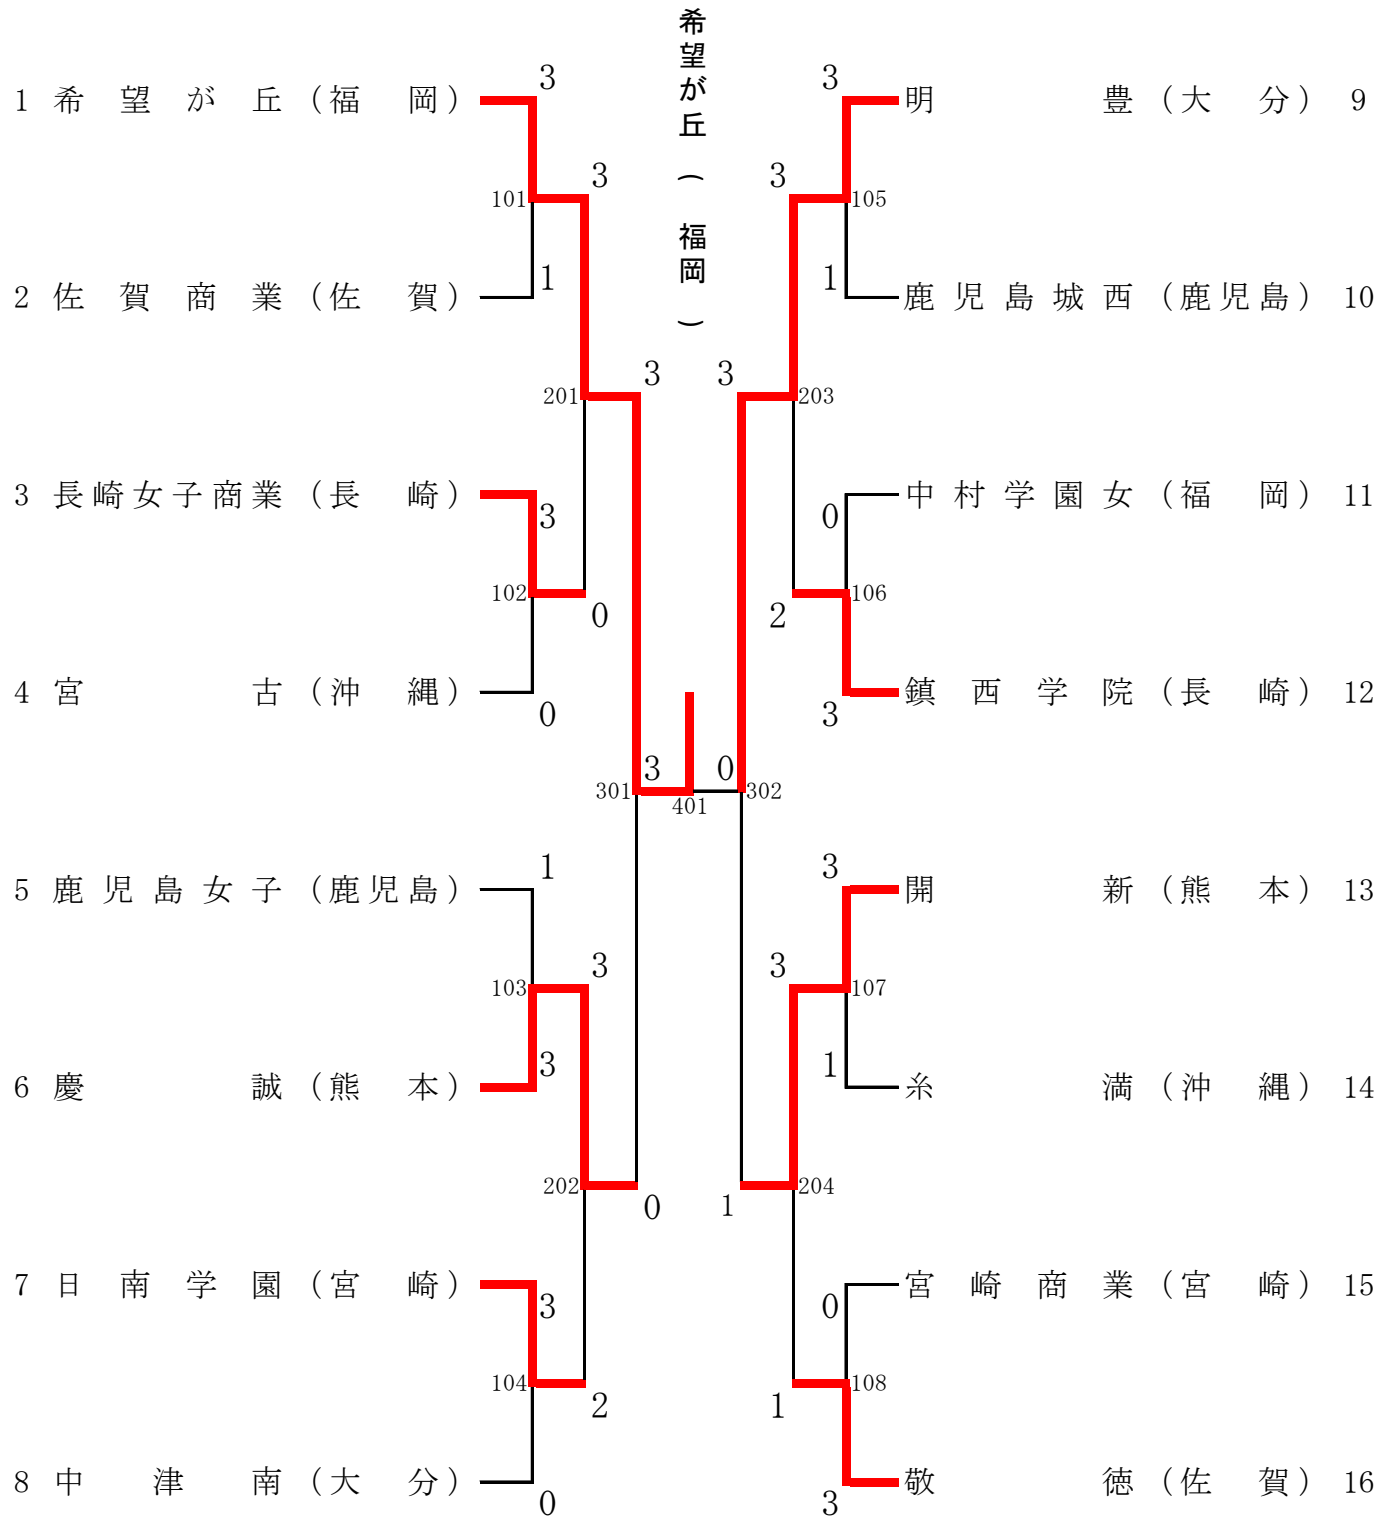 希望が丘（福岡）
3 3
1 希望が丘（福岡） 明豊（大分） 9
3 3
101 105
1 1
2 佐賀商業（佐賀） 鹿児島城西（鹿児島） 10
3 3
201 203
3 長崎女子商業（長崎） 中村学園女（福岡） 11
3 0
102 106
0 2
4 宮古（沖縄） 鎮西学院（長崎） 12
0 3
3 0
301 302
401
1 3
5 鹿児島女子（鹿児島） 開新（熊本） 13
3 3
103 107
3 1
6 慶誠（熊本） 糸満（沖縄） 14
202 204
0 1
7 日南学園（宮崎） 宮崎商業（宮崎） 15
3 0
104 108
2 1
8 中津南（大分） 敬徳（佐賀） 16
0 3